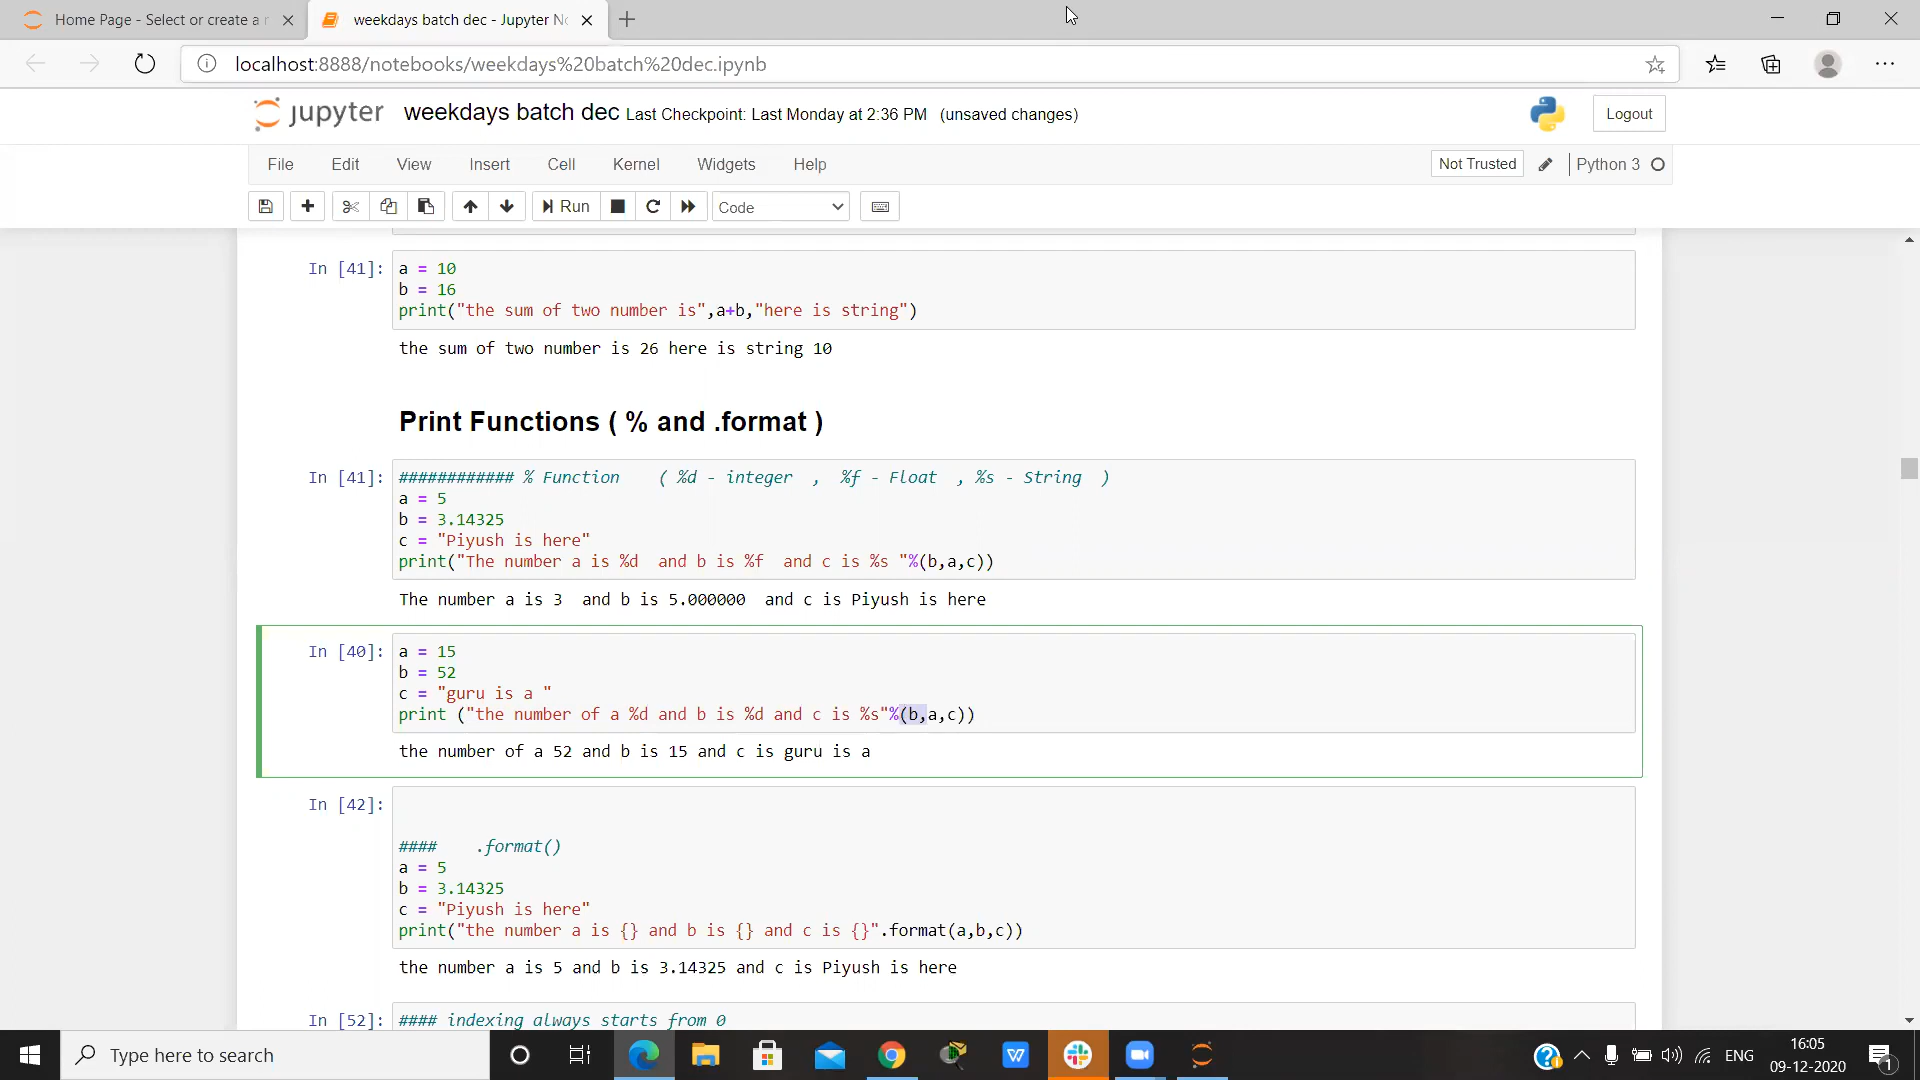 Home Page - Select or create a n
weekdays batch dec - Jupyter No
localhost:8888/notebooks/weekdays%20batch%20dec.ipynb
jupyter weekdays batch dec Last Checkpoint: Last Monday at 2:36 PM (unsaved changes)
Logout
File Edit View Insert Cell Kernel Widgets Help
Not Trusted
Python 3
Run
Code
In [41]: a = 10
b = 16
print("the sum of two number is",a+b,"here is string")
the sum of two number is 26 here is string 10
Print Functions ( % and .format )
In [41]: ############ % Function ( %d - integer , %f - Float , %s - String )
a = 5
b = 3.14325
c = "Piyush is here"
print("The number a is %d and b is %f and c is %s "%(b,a,c))
The number a is 3 and b is 5.000000 and c is Piyush is here
In [40]: a = 15
b = 52
c = "guru is a "
print ("the number of a %d and b is %d and c is %s"%(b,a,c))
the number of a 52 and b is 15 and c is guru is a
In [42]:
#### .format()
a = 5
b = 3.14325
c = "Piyush is here"
print("the number a is {} and b is {} and c is {}".format(a,b,c))
the number a is 5 and b is 3.14325 and c is Piyush is here
In [52]: #### indexing always starts from 0
Type here to search
W
ENG
16:05
09-12-2020
1